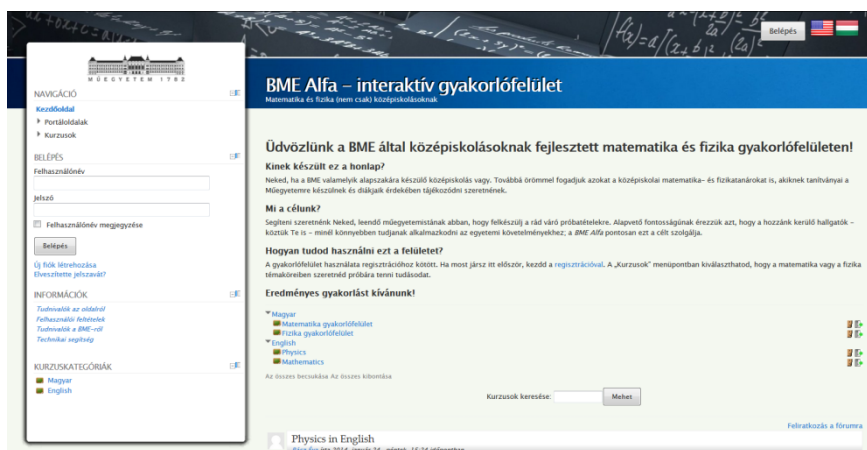 Belépés
MŰEGYETEM 1782
NAVIGÁCIÓ
Kezdőoldal
Portáloldalak
Kurzusok
BELÉPÉS
Felhasználónév
Jelszó
Felhasználónév megjegyzése
Belépés
Új fiók létrehozása
Elveszítette jelszavát?
INFORMÁCIÓK
Tudnivalók az oldalról
Felhasználói feltételek
Tudnivalók a BME-ről
Technikai segítség
KURZUSKATEGÓRIÁK
Magyar
English
BME Alfa – interaktív gyakorlófelület
Matematika és fizika (nem csak) középiskolásoknak
Üdvözlünk a BME által középiskolásoknak fejlesztett matematika és fizika gyakorlófelületen!
Kinek készült ez a honlap?
Neked, ha a BME valamelyik alapszakára készülő középiskolás vagy. Továbbá örömmel fogadjuk azokat a középiskolai matematika- és fizikatanárokat is, akiknek tanítványai a
Műegyetemre készülnek és diákjaik érdekében tájékozódni szeretnének.
Mi a célunk?
Segíteni szeretnénk Neked, leendő műegyetemistának abban, hogy felkészülj a rád váró próbatételekre. Alapvető fontosságúnak érezzük azt, hogy a hozzánk kerülő hallgatók –
köztük Te is – minél könnyebben tudjanak alkalmazkodni az egyetemi követelményekhez; a BME Alfa pontosan ezt a célt szolgálja.
Hogyan tudod használni ezt a felületet?
A gyakorlófelület használata regisztrációhoz kötött. Ha most jársz itt először, kezdd a regisztrációval. A „Kurzusok" menüpontban kiválaszthatod, hogy a matematika vagy a fizika
témaköreiben szeretnéd próbára tenni tudásodat.
Eredményes gyakorlást kívánunk!
Magyar
Matematika gyakorlófelület
Fizika gyakorlófelület
English
Physics
Mathematics
Az összes becsukása Az összes kibontása
Kurzusok keresése:
Mehet
Feliratkozás a fórumra
Physics in English